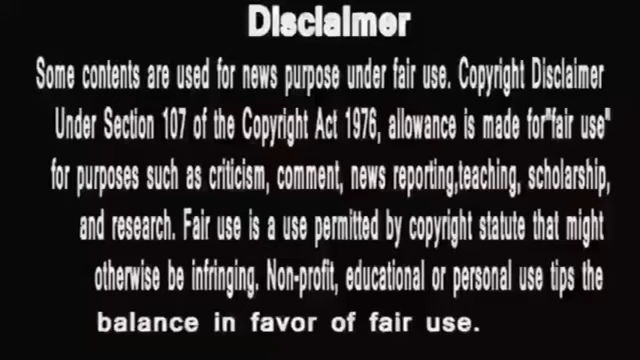 Disclaimer
Some contents are used for news purpose under fair use. Copyright Disclaimer
Under Section 107 of the Copyright Act 1976, allowance is made for"fair use"
for purposes such as criticism, comment, news reporting,teaching, scholarship,
and research. Fair use is a use permitted by copyright statute that might
otherwise be infringing. Non-profit, educational or personal use tips the
balance in favor of fair use.